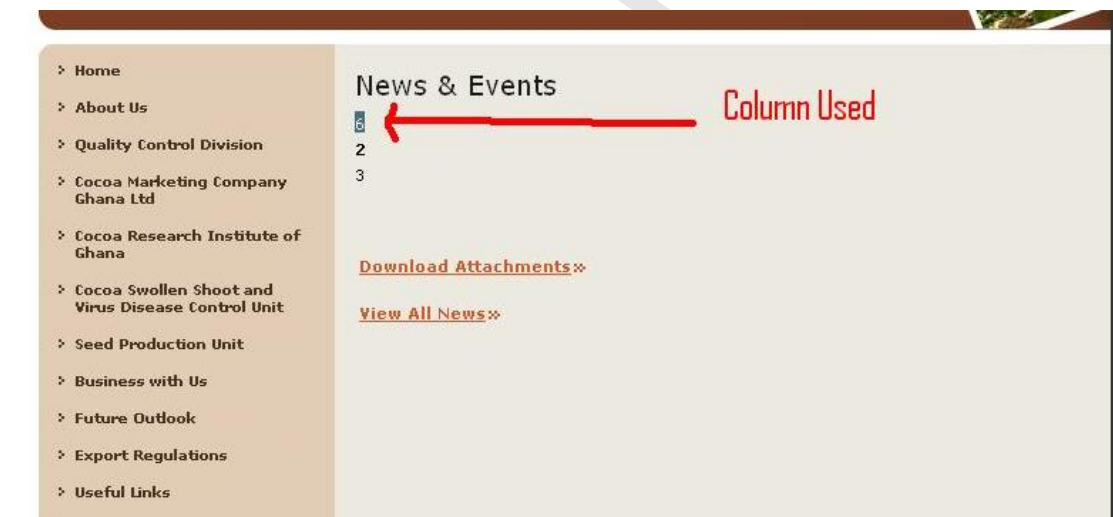 Home
About Us
Quality Control Division
Cocoa Marketing Company
Ghana Ltd
Cocoa Research Institute of
Ghana
Cocoa Swollen Shoot and
Virus Disease Control Unit
Seed Production Unit
Business with Us
Future Outlook
Export Regulations
Useful Links
News & Events
6
Column Used
2
3
Download Attachments»
View All News»